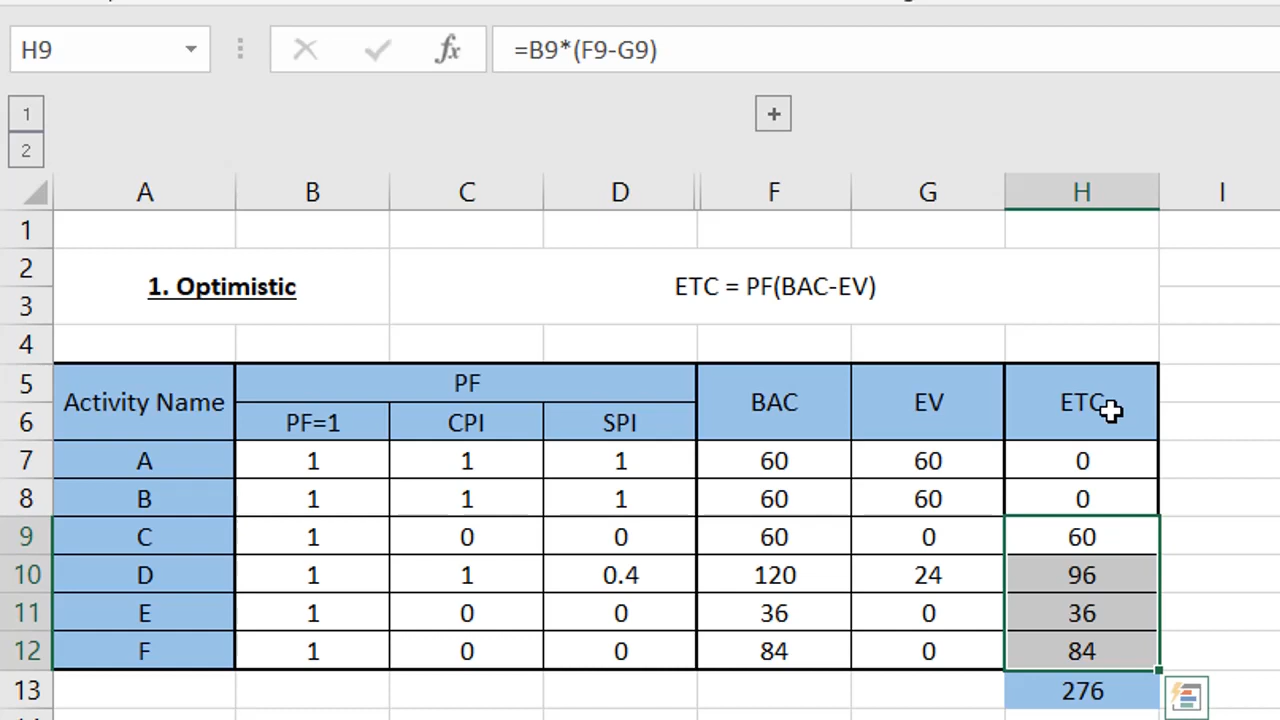 H9 fx =B9*(F9-G9)
1 +
2
A B C D F G H I
1
2 1. Optimistic ETC = PF(BAC-EV)
3
4
5 Activity Name PF BAC EV ETC
6 PF=1 CPI SPI
7 A 1 1 1 60 60 0
8 B 1 1 1 60 60 0
9 C 1 0 0 60 0 60
10 D 1 1 0.4 120 24 96
11 E 1 0 0 36 0 36
12 F 1 0 0 84 0 84
13 276